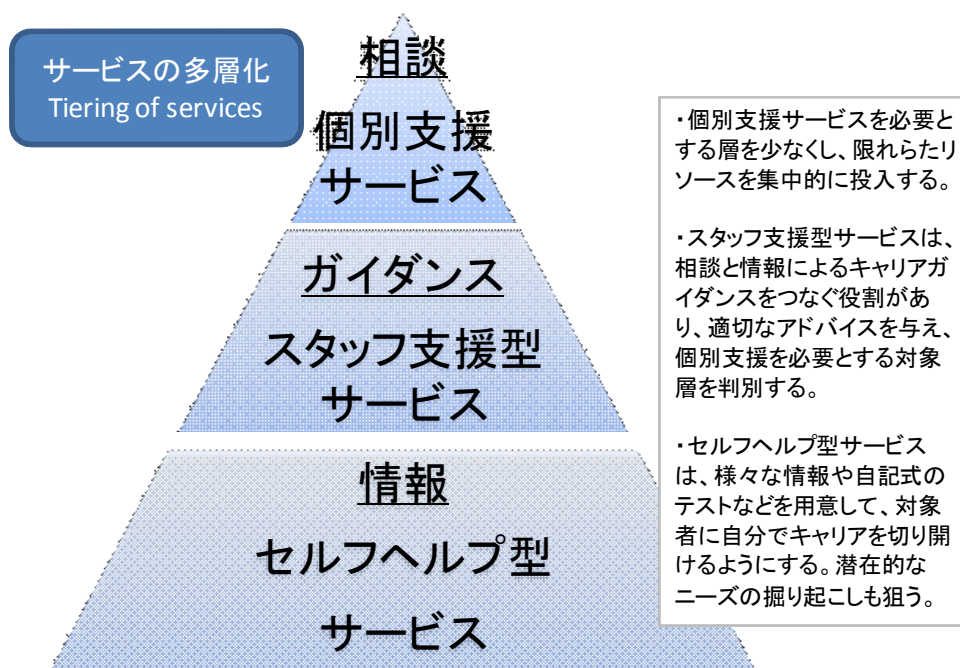 サービスの多層化
Tiering of services
相談
個別支援
サービス
ガイダンス
スタッフ支援型
サービス
情報
セルフヘルプ型
サービス
・個別支援サービスを必要と
する層を少なくし、限れらたリ
ソースを集中的に投入する。
・スタッフ支援型サービスは、
相談と情報によるキャリアガ
イダンスをつなぐ役割があ
り、適切なアドバイスを与え、
個別支援を必要とする対象
層を判別する。
・セルフヘルプ型サービス
は、様々な情報や自記式の
テストなどを用意して、対象
者に自分でキャリアを切り開
けるようにする。潜在的な
ニーズの掘り起こしも狙う。